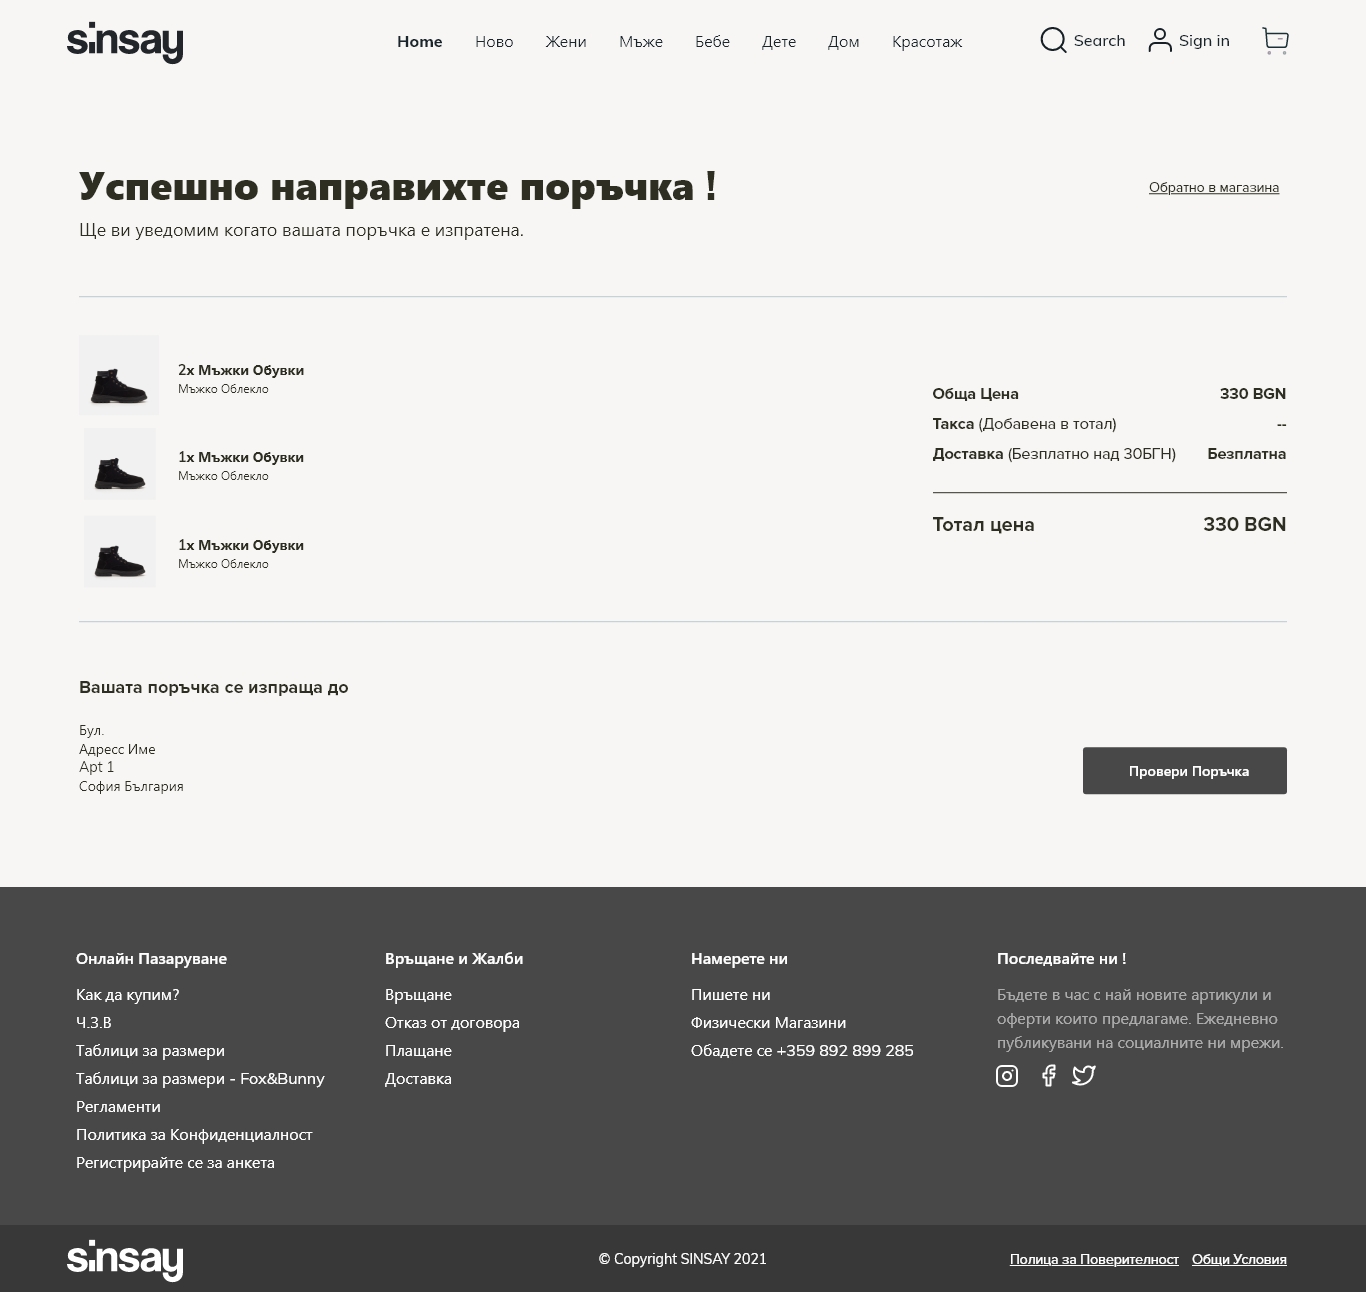 sinsay
Home Ново Жени Мъже Бебе Дете Дом Красотаж Search Sign in
Успешно направихте поръчка !
Обратно в магазина
Ще ви уведомим когато вашата поръчка е изпратена.
2x Мъжки Обувки
Мъжко Облекло
1x Мъжки Обувки
Мъжко Облекло
1x Мъжки Обувки
Мъжко Облекло
Обща Цена 330 BGN
Такса (Добавена в тотал) --
Доставка (Безплатно над 30БГН) Безплатна
Тотал цена 330 BGN
Вашата поръчка се изпраща до
Бул.
Адресс Име
Apt 1
София България
Провери Поръчка
Онлайн Пазаруване
Как да купим?
Ч.З.В
Таблици за размери
Таблици за размери - Fox&Bunny
Регламенти
Политика за Конфиденциалност
Регистрирайте се за анкета
Връщане и Жалби
Връщане
Отказ от договора
Плащане
Доставка
Намерете ни
Пишете ни
Физически Магазини
Обадете се +359 892 899 285
Последвайте ни !
Бъдете в час с най новите артикули и
оферти които предлагаме. Ежедневно
публикувани на социалните ни мрежи.
sinsay
© Copyright SINSAY 2021
Полица за Поверителност Общи Условия